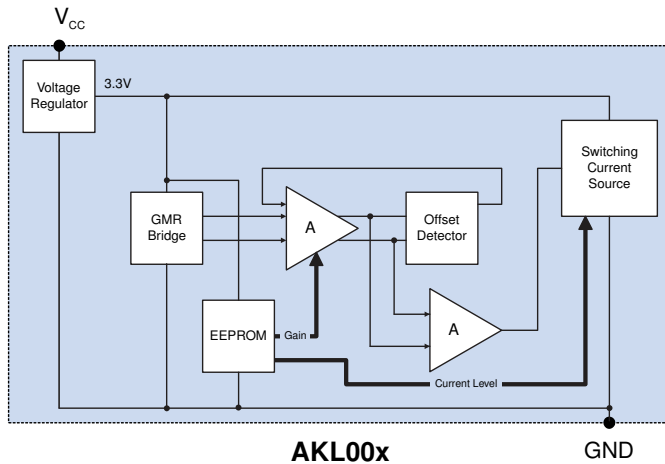 VCC
Voltage
Regulator
3.3V
Switching
Current
Source
GMR
Bridge
A
Offset
Detector
EEPROM
Gain
A
Current Level
AKL00x
GND